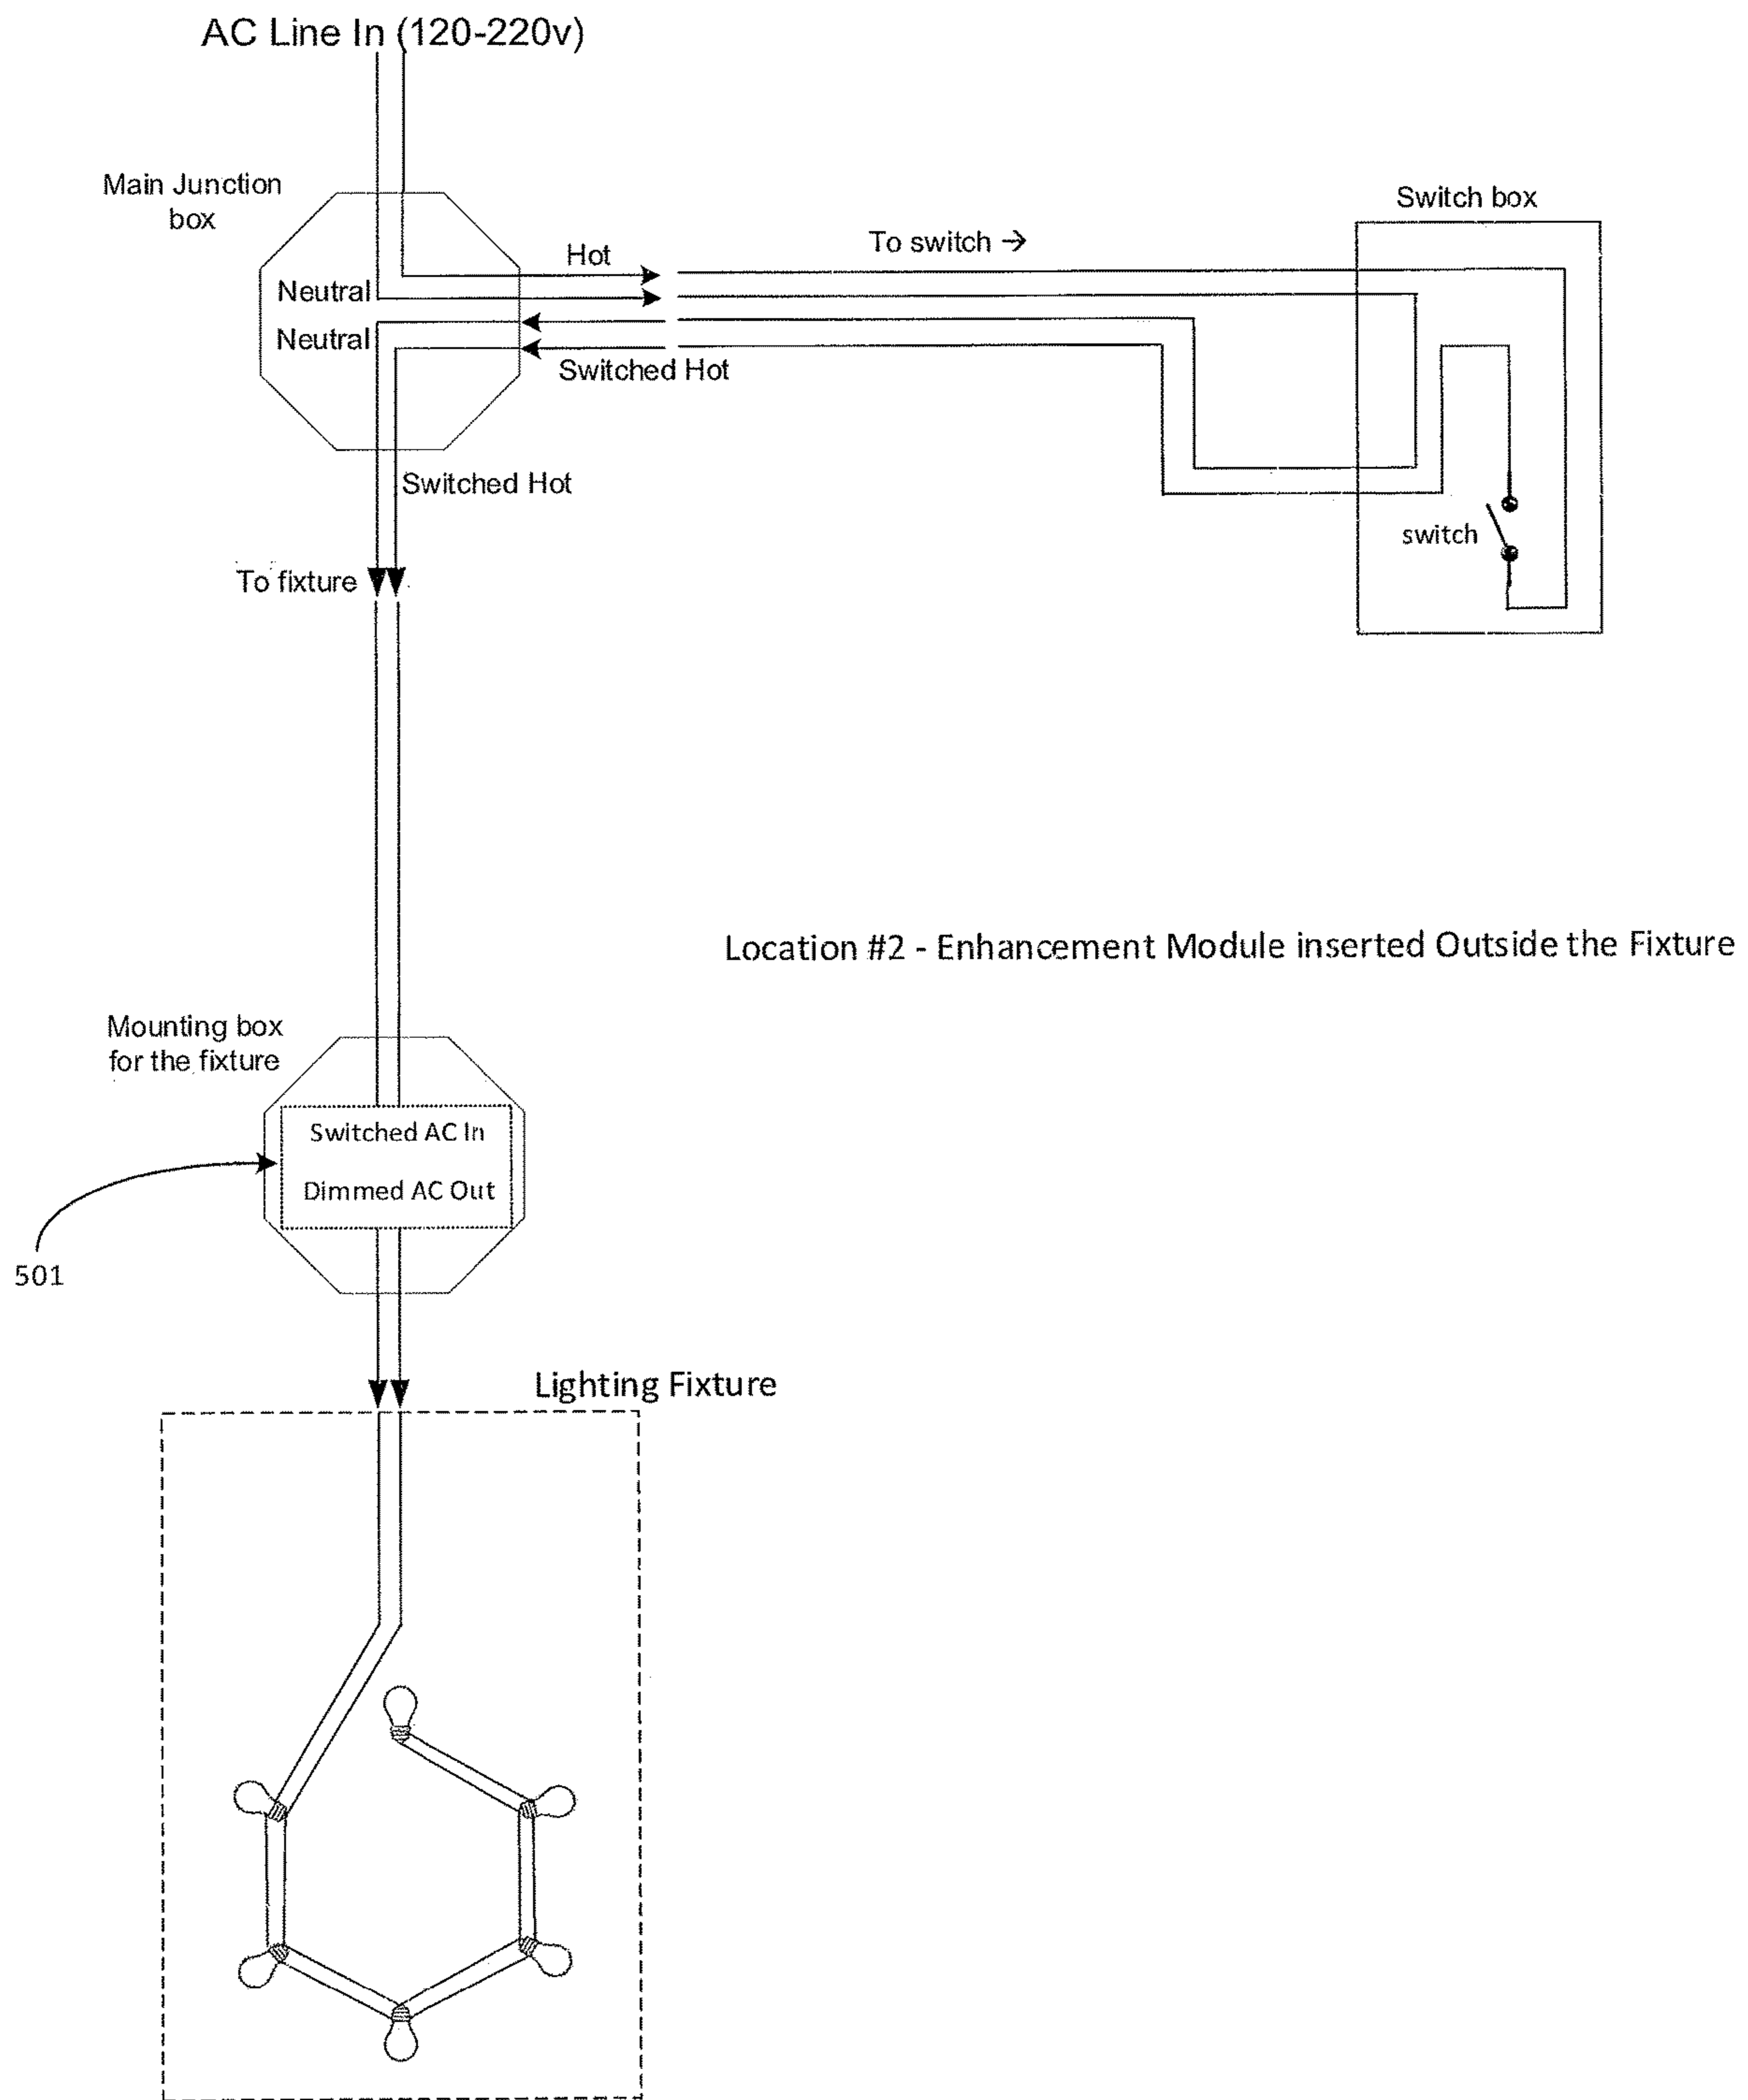 AC Line In (120-220v)
Main Junction
box
Switch box
To switch →
Hot
Neutral
Neutral
Switched Hot
Switched Hot
switch
To fixture
Location #2 - Enhancement Module inserted Outside the Fixture
Mounting box
for the fixture
Switched AC In
Dimmed AC Out
501
Lighting Fixture